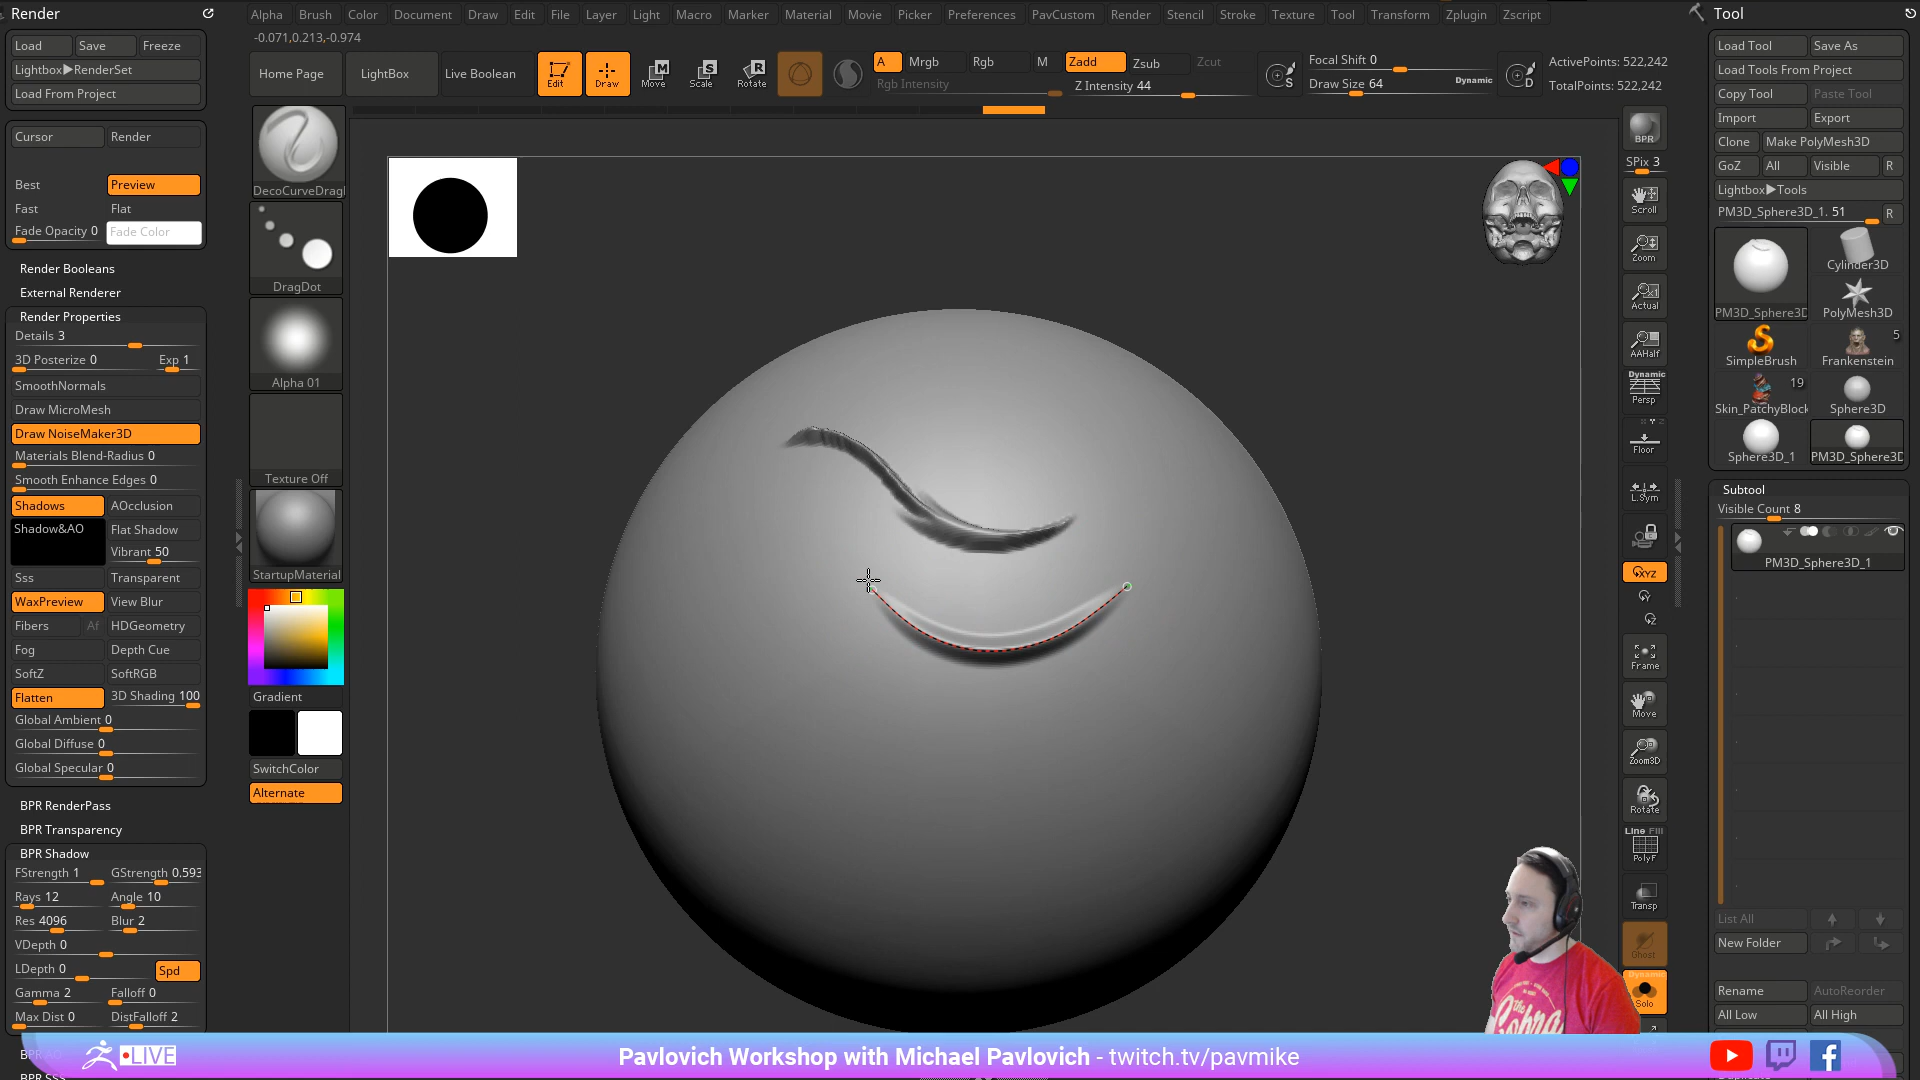 Render
Alpha Brush Color Document Draw Edit File Layer Light Macro Marker Material Movie Picker Preferences PavCustom Render Stencil Stroke Texture Tool Transform Zplugin Zscript
Tool
-0.071,0.213,-0.974
Load Save Freeze
Lightbox▶RenderSet
Load From Project
Home Page LightBox Live Boolean Edit Draw Move Scale Rotate
A Mrgb Rgb M Zadd Zsub Zcut
Rgb Intensity Z Intensity 44
Focal Shift 0
Draw Size 64 Dynamic
ActivePoints: 522,242
TotalPoints: 522,242
Load Tool Save As
Load Tools From Project
Copy Tool Paste Tool
Import Export
Clone Make PolyMesh3D
GoZ All Visible R
Lightbox▶Tools
PM3D_Sphere3D_1. 51 R
Cursor Render
Best Preview
Fast Flat
Fade Opacity 0 Fade Color
Render Booleans
External Renderer
Render Properties
Details 3
3D Posterize 0 Exp 1
SmoothNormals
Draw MicroMesh
Draw NoiseMaker3D
Materials Blend-Radius 0
Smooth Enhance Edges 0
Shadows AOcclusion
Shadow&AO Flat Shadow
Vibrant 50
Sss Transparent
WaxPreview View Blur
Fibers Af HDGeometry
Fog Depth Cue
SoftZ SoftRGB
Flatten 3D Shading 100
Global Ambient 0
Global Diffuse 0
Global Specular 0
BPR RenderPass
BPR Transparency
BPR Shadow
FStrength 1 GStrength 0.593
Rays 12 Angle 10
Res 4096 Blur 2
VDepth 0
LDepth 0 Spd
Gamma 2 Falloff 0
Max Dist 0 DistFalloff 2
DecoCurveDragD
DragDot
Alpha 01
Texture Off
StartupMaterial
Gradient
SwitchColor
Alternate
BPR
SPix 3
Scroll
Zoom
Actual
AAHalf
Dynamic
Persp
Floor
L.Sym
XYZ
Frame
Move
Zoom3D
Rotate
Line Fill
PolyF
Transp
Ghost
Dynamic
Solo
PM3D_Sphere3D Cylinder3D
PolyMesh3D
SimpleBrush Frankenstein 5
Skin_PatchyBlock 19 Sphere3D
Sphere3D_1 PM3D_Sphere3D
Subtool
Visible Count 8
PM3D_Sphere3D_1
List All
New Folder
Rename AutoReorder
All Low All High
the Cobra
LIVE
Pavlovich Workshop with Michael Pavlovich - twitch.tv/pavmike